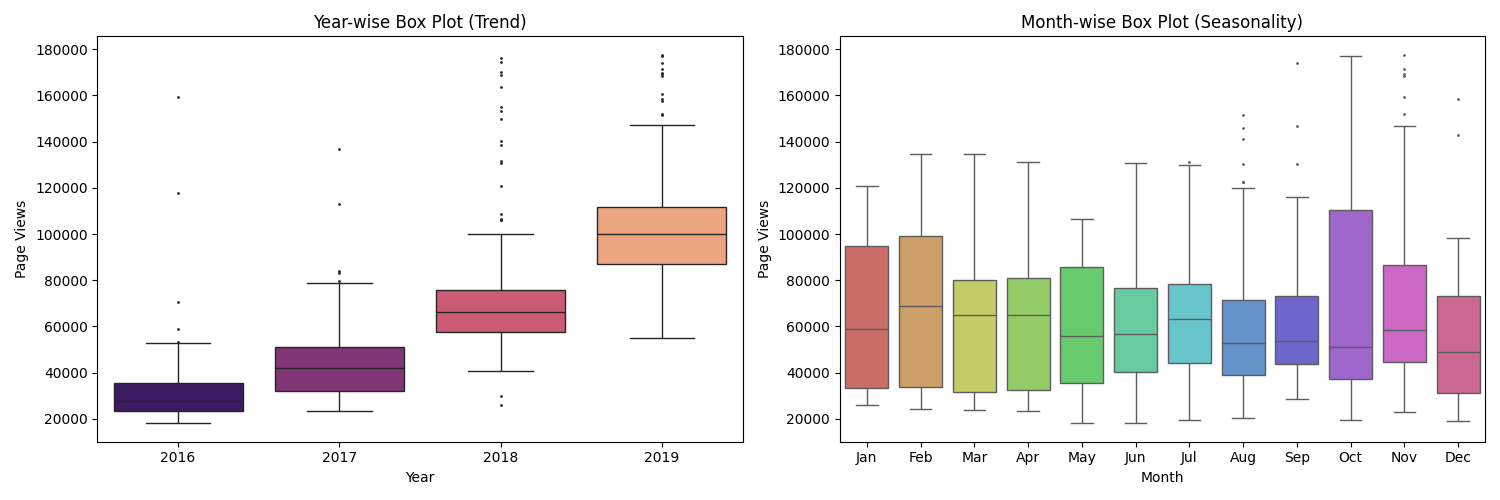 Year-wise Box Plot (Trend)
180000
160000
140000
120000
100000
80000
60000
40000
20000
Page Views
2016 2017 2018 2019
Year
Month-wise Box Plot (Seasonality)
180000
160000
140000
120000
100000
80000
60000
40000
20000
Page Views
Jan Feb Mar Apr May Jun Jul Aug Sep Oct Nov Dec
Month